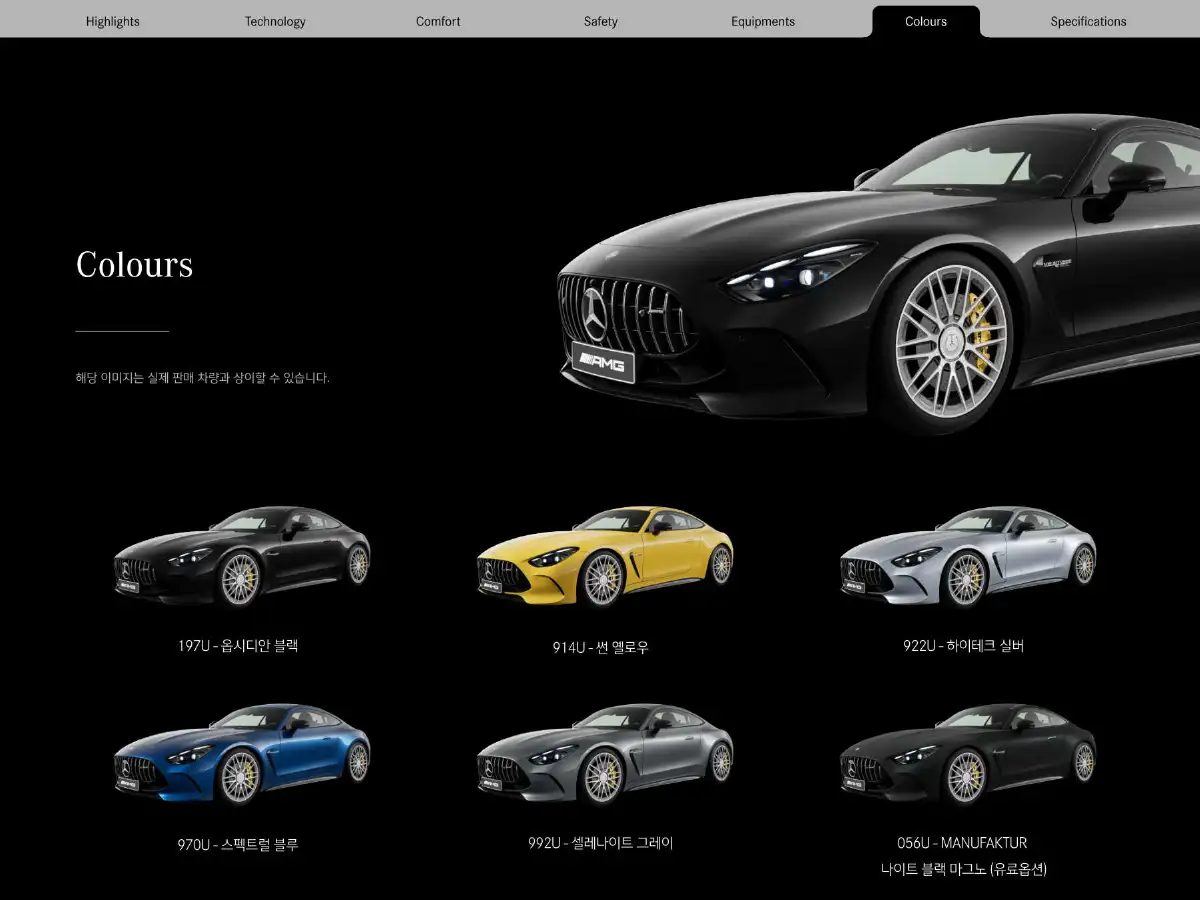 Highlights
Technology
Comfort
Safety
Equipments
Colours
Specifications
Colours
해당 이미지는 실제 판매 차량과 상이할 수 있습니다.
AMG
197U - 옵시디안 블랙
914U - 썬 옐로우
922U - 하이테크 실버
970U - 스펙트럴 블루
992U - 셀레나이트 그레이
056U - MANUFAKTUR
나이트 블랙 마그노 (유료옵션)